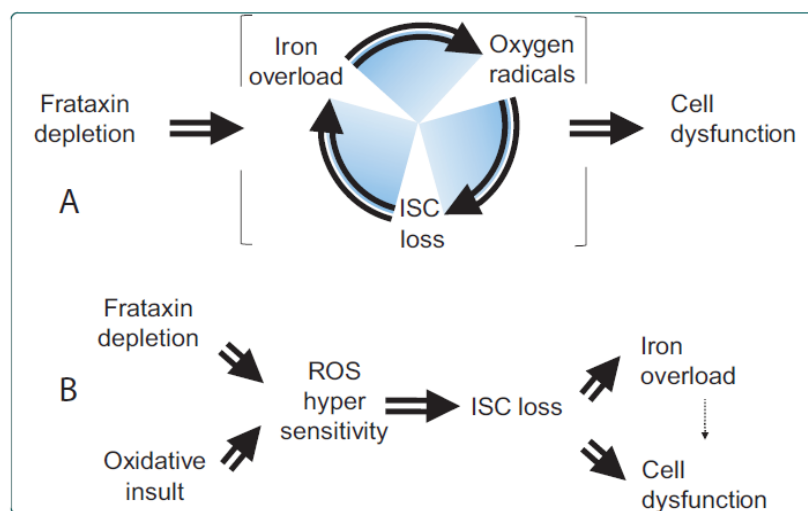 Iron
overload
Oxygen
radicals
Frataxin
depletion
Cell
dysfunction
ISC
loss
A
Frataxin
depletion
Iron
overload
ROS
hyper
sensitivity
ISC loss
B
Oxidative
insult
Cell
dysfunction